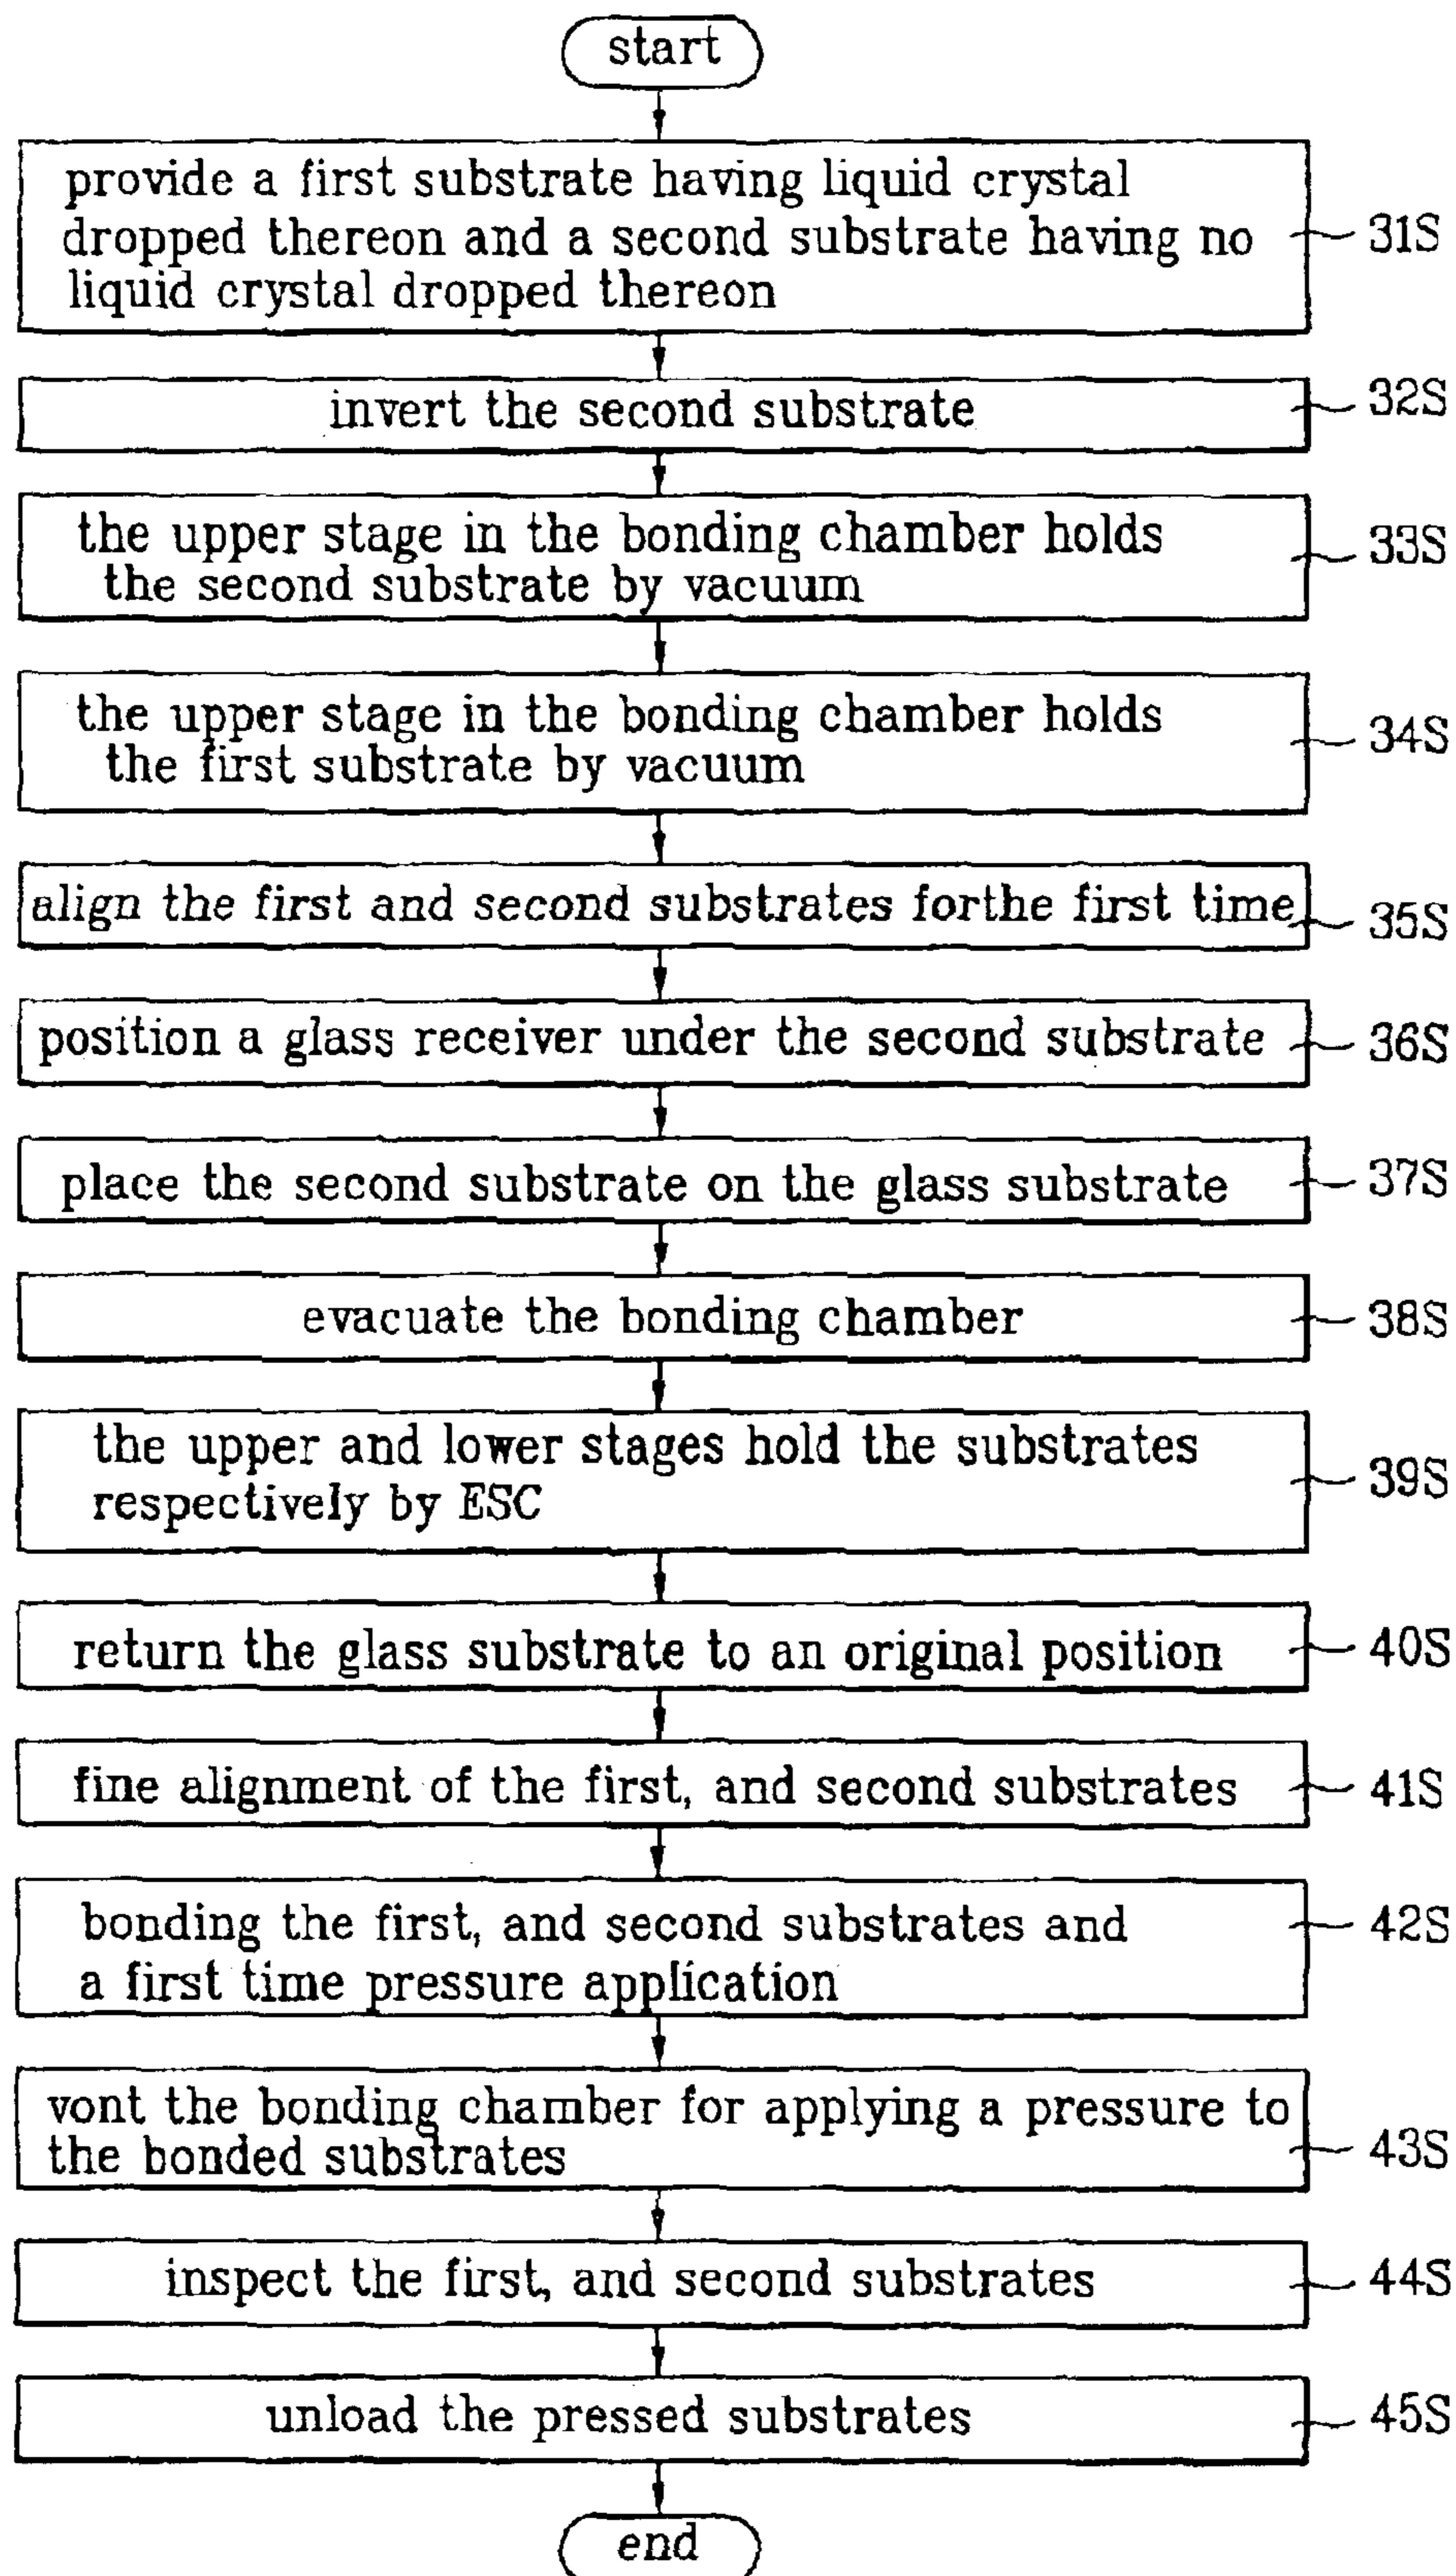 start
provide a first substrate having liquid crystal
dropped thereon and a second substrate having no
liquid crystal dropped thereon
31S
invert the second substrate
32S
the upper stage in the bonding chamber holds
the second substrate by vacuum
33S
the upper stage in the bonding chamber holds
the first substrate by vacuum
34S
align the first and second substrates forthe first time
35S
position a glass receiver under the second substrate
36S
place the second substrate on the glass substrate
37S
evacuate the bonding chamber
38S
the upper and lower stages hold the substrates
respectively by ESC
39S
return the glass substrate to an original position
40S
fine alignment of the first, and second substrates
41S
bonding the first, and second substrates and
a first time pressure application
42S
vont the bonding chamber for applying a pressure to
the bonded substrates
43S
inspect the first, and second substrates
44S
unload the pressed substrates
45S
end